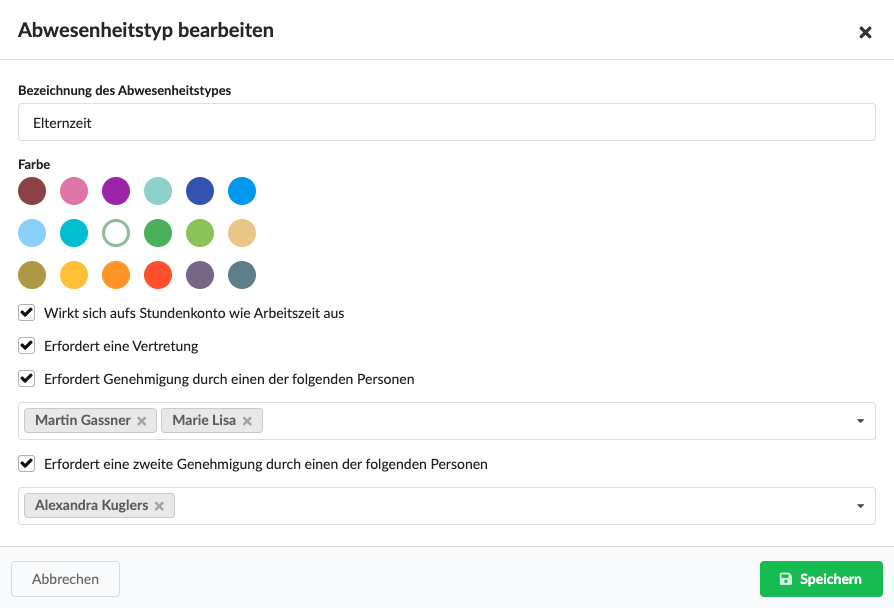 Abwesenheitstyp bearbeiten
Bezeichnung des Abwesenheitstypes
Elternzeit
Farbe
Wirkt sich aufs Stundenkonto wie Arbeitszeit aus
Erfordert eine Vertretung
Erfordert Genehmigung durch einen der folgenden Personen
Martin Gassner Marie Lisa
Erfordert eine zweite Genehmigung durch einen der folgenden Personen
Alexandra Kuglers
Abbrechen Speichern